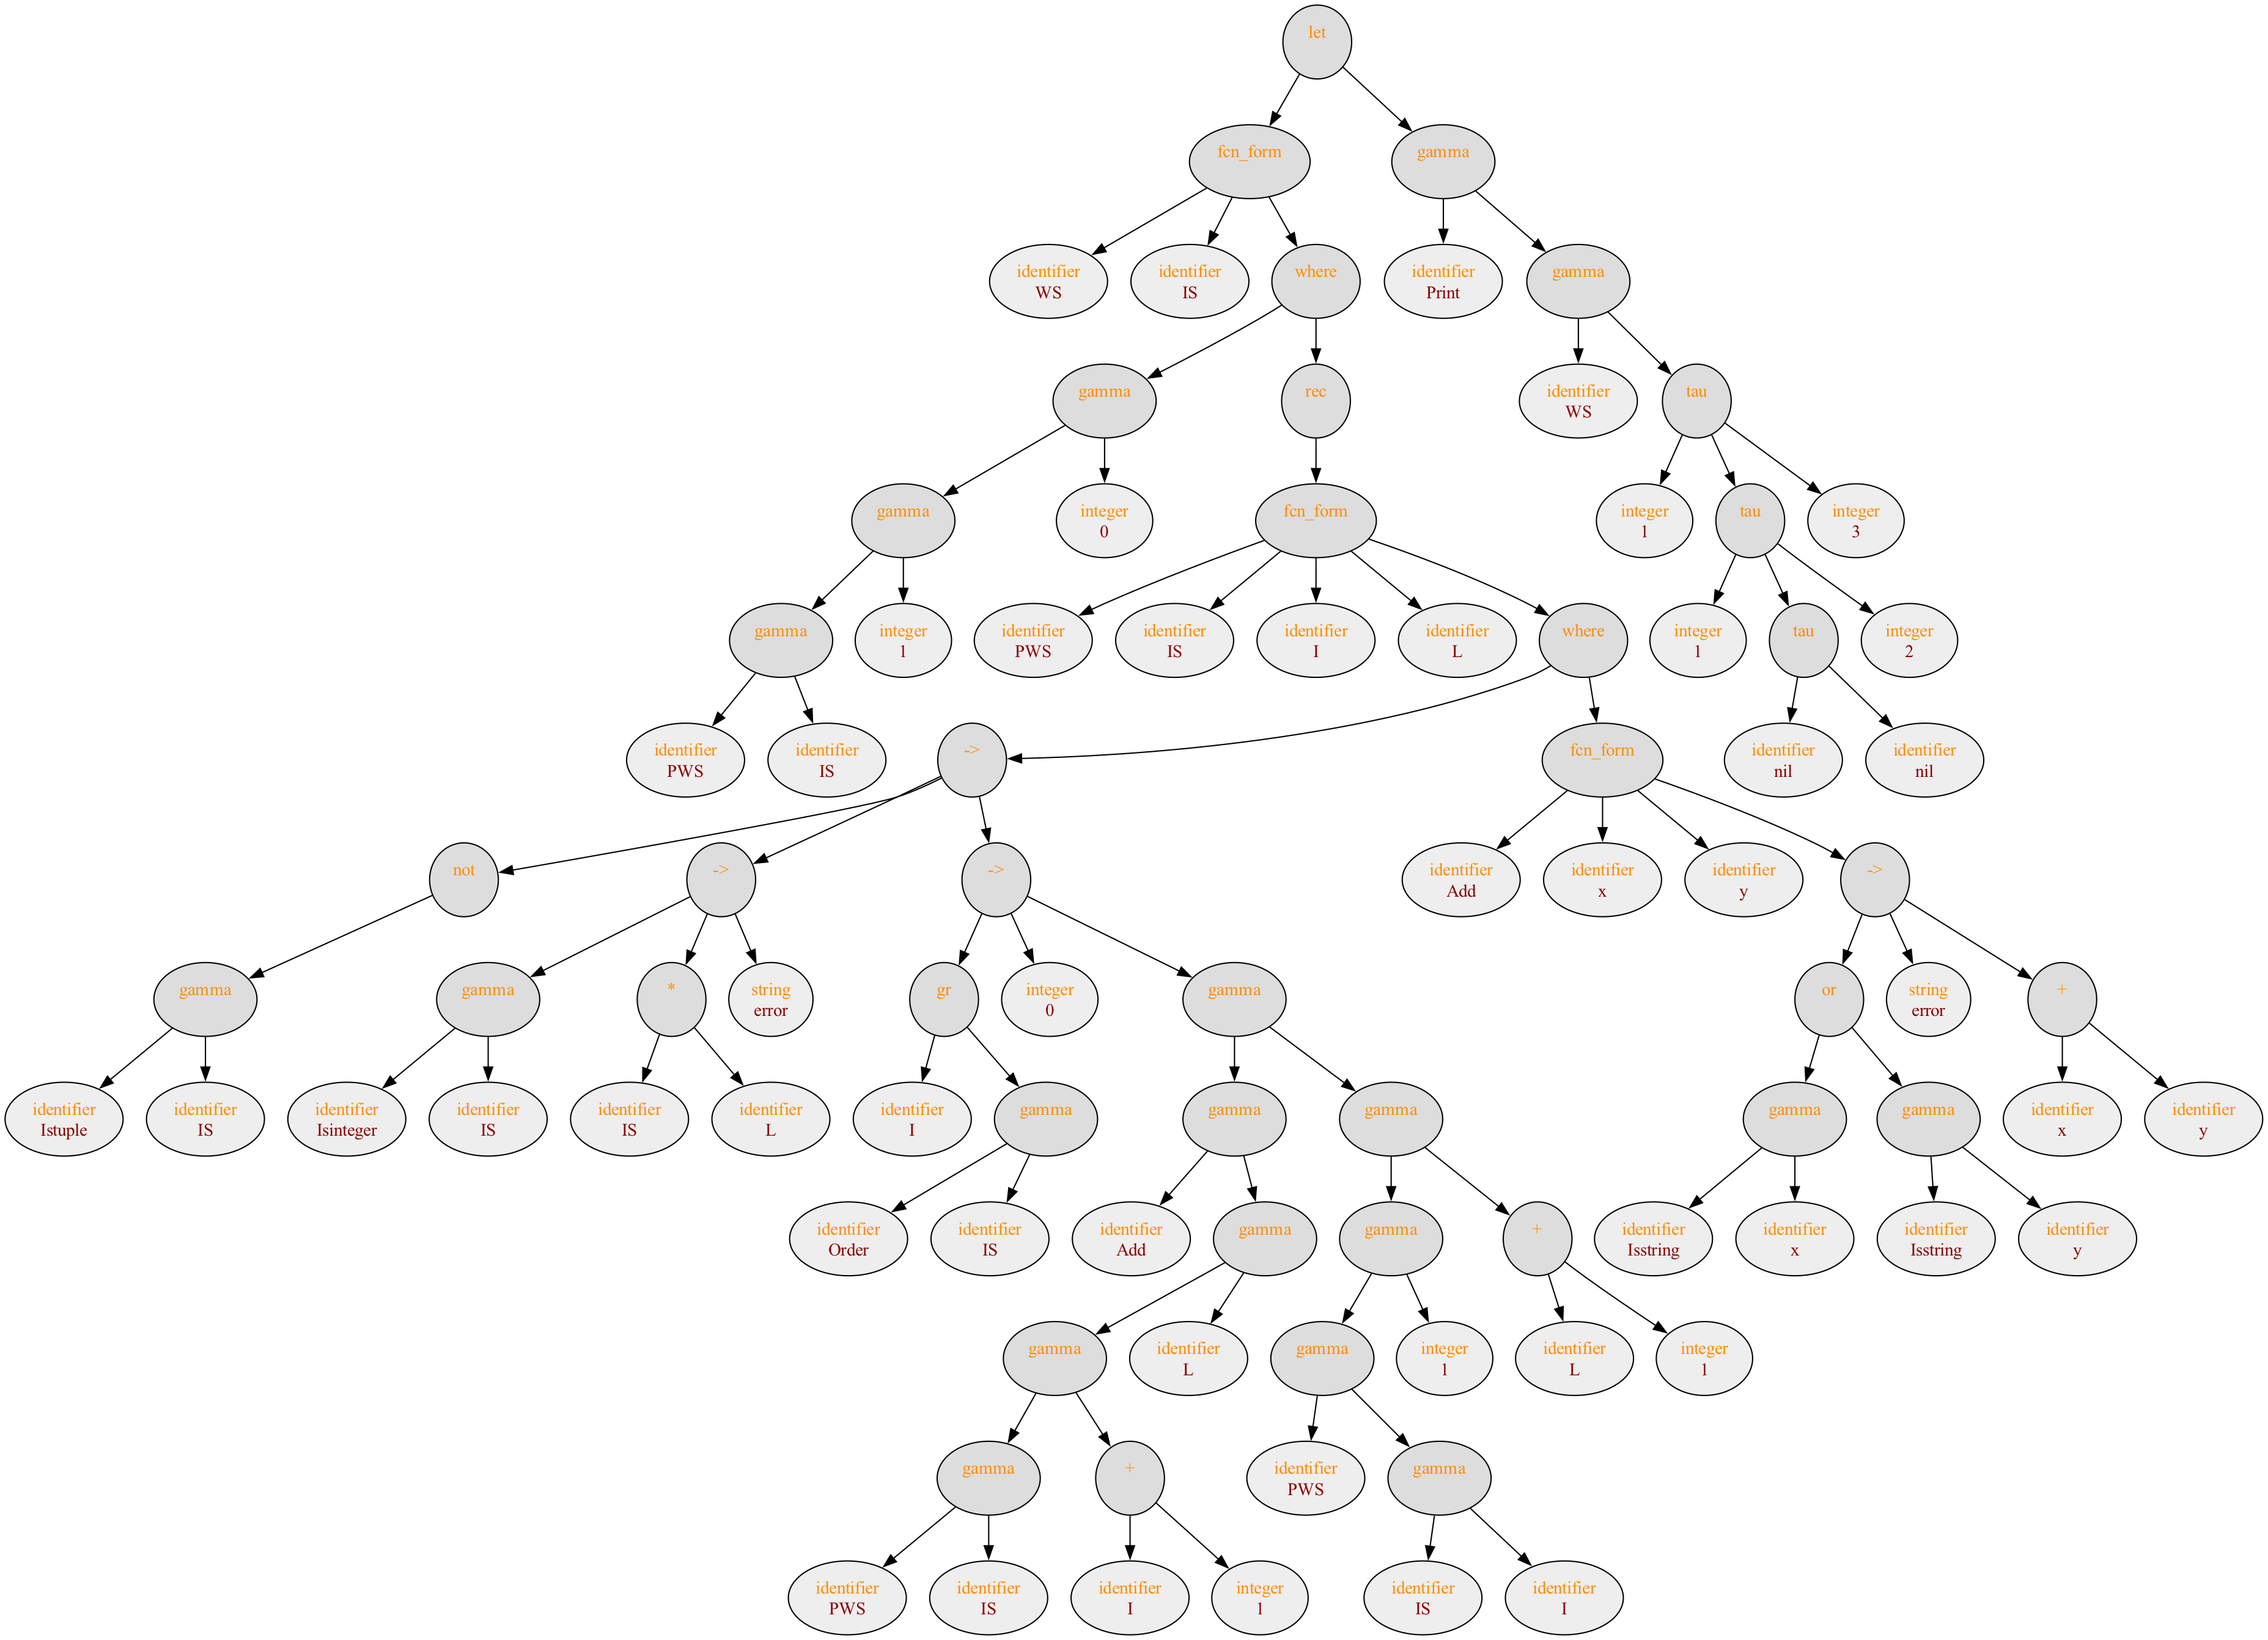 let
fcn_form
gamma
identifier
WS
identifier
IS
where
identifier
Print
gamma
gamma
rec
identifier
WS
tau
gamma
integer
0
fcn_form
integer
1
tau
integer
3
gamma
integer
1
identifier
PWS
identifier
IS
identifier
I
identifier
L
where
integer
1
tau
integer
2
identifier
PWS
identifier
IS
->
fcn_form
identifier
nil
identifier
nil
not
->
->
identifier
Add
identifier
x
identifier
y
->
gamma
gamma
*
string
error
gr
integer
0
gamma
or
string
error
+
identifier
Istuple
identifier
IS
identifier
Isinteger
identifier
IS
identifier
IS
identifier
L
identifier
I
gamma
gamma
gamma
gamma
gamma
identifier
x
identifier
y
identifier
Order
identifier
IS
identifier
Add
gamma
gamma
+
identifier
Isstring
identifier
x
identifier
Isstring
identifier
y
gamma
identifier
L
gamma
integer
1
identifier
L
integer
1
gamma
+
identifier
PWS
gamma
identifier
PWS
identifier
IS
identifier
I
integer
1
identifier
IS
identifier
I